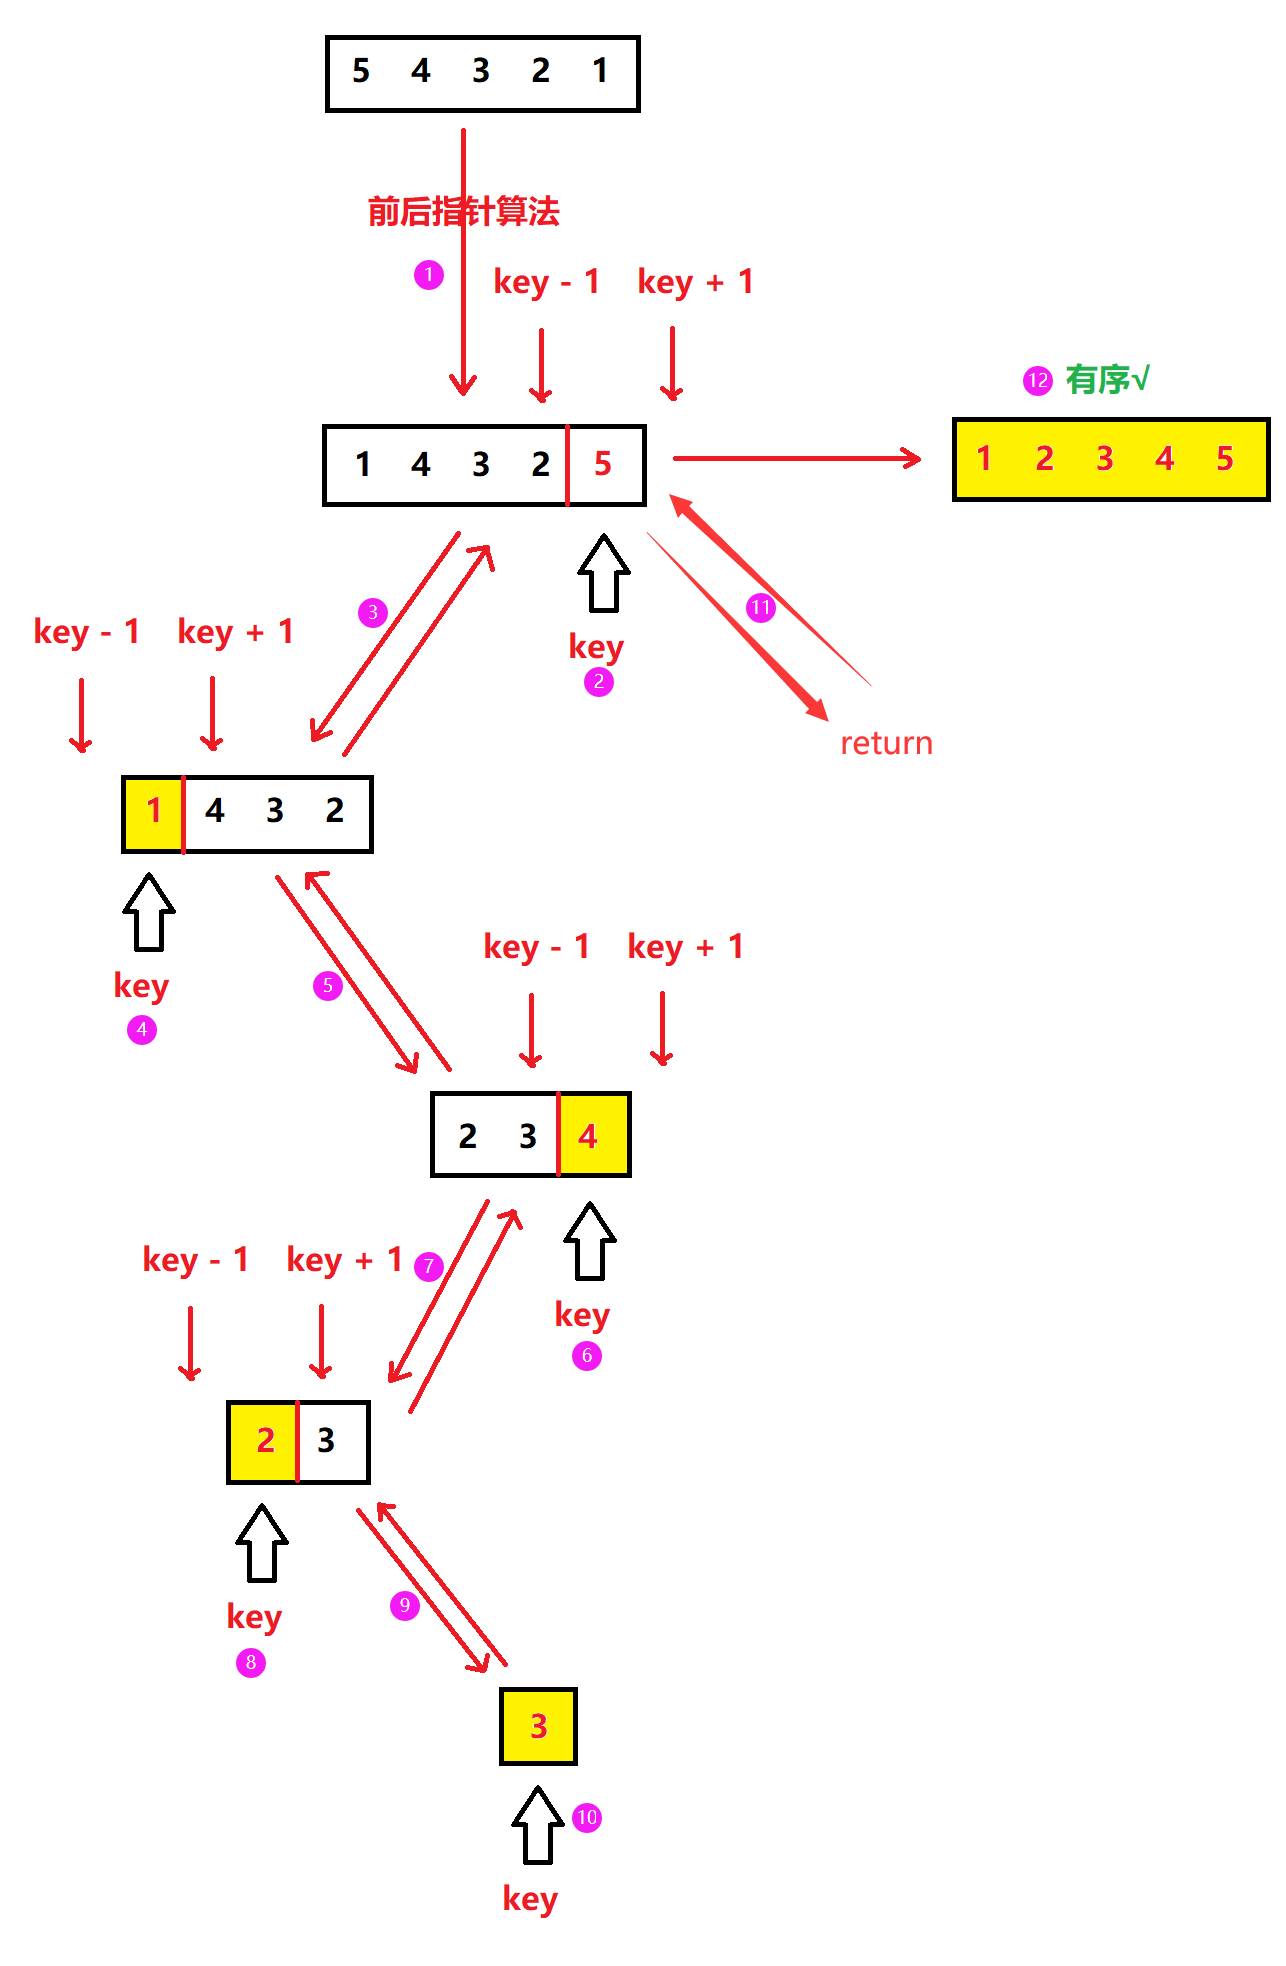 5 4 3 2 1
前后指针算法
1
key - 1 key + 1
12 有序√
1 4 3 2 5
1 2 3 4 5
3
11
key - 1 key + 1
key
2
return
1 4 3 2
key
4
5
key - 1 key + 1
2 3 4
key - 1 key + 1
7
key
6
2 3
key
8
9
3
10
key